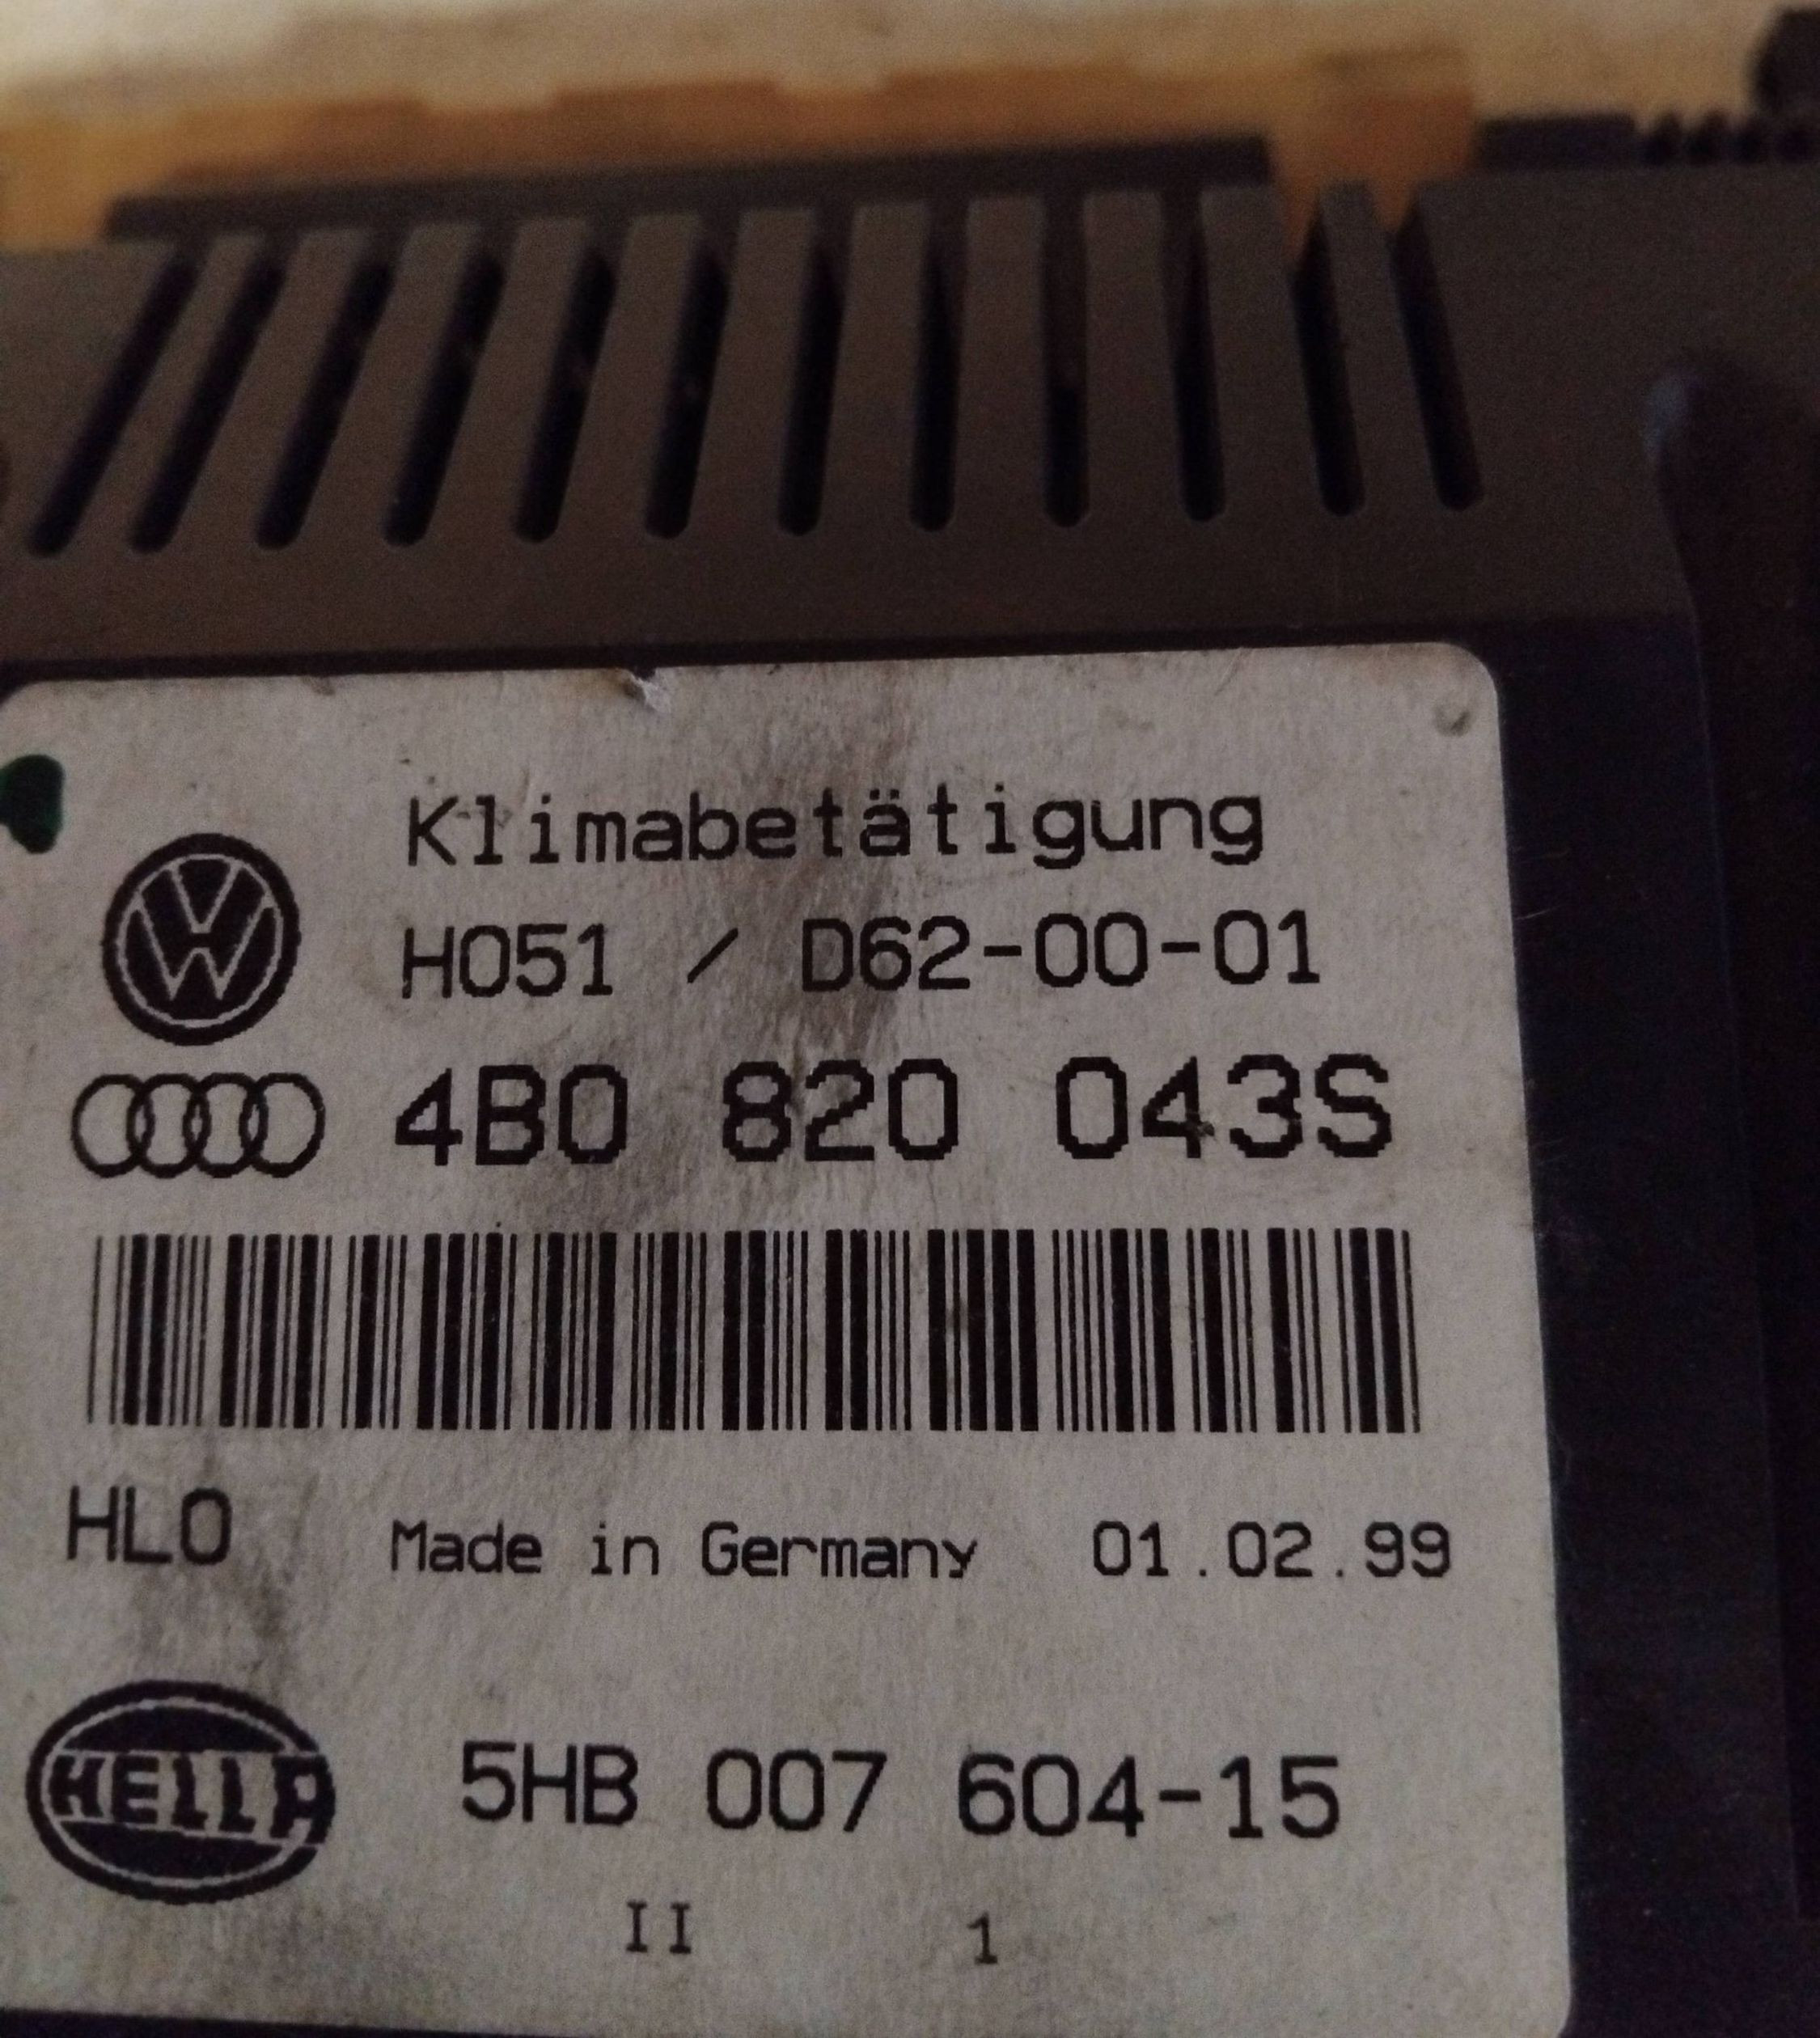 Klimabetätigung
H051 / D62-00-01
4B0 820 043S
HLO Made in Germany 01.02.99
HELLA 5HB 007 604-15
II 1